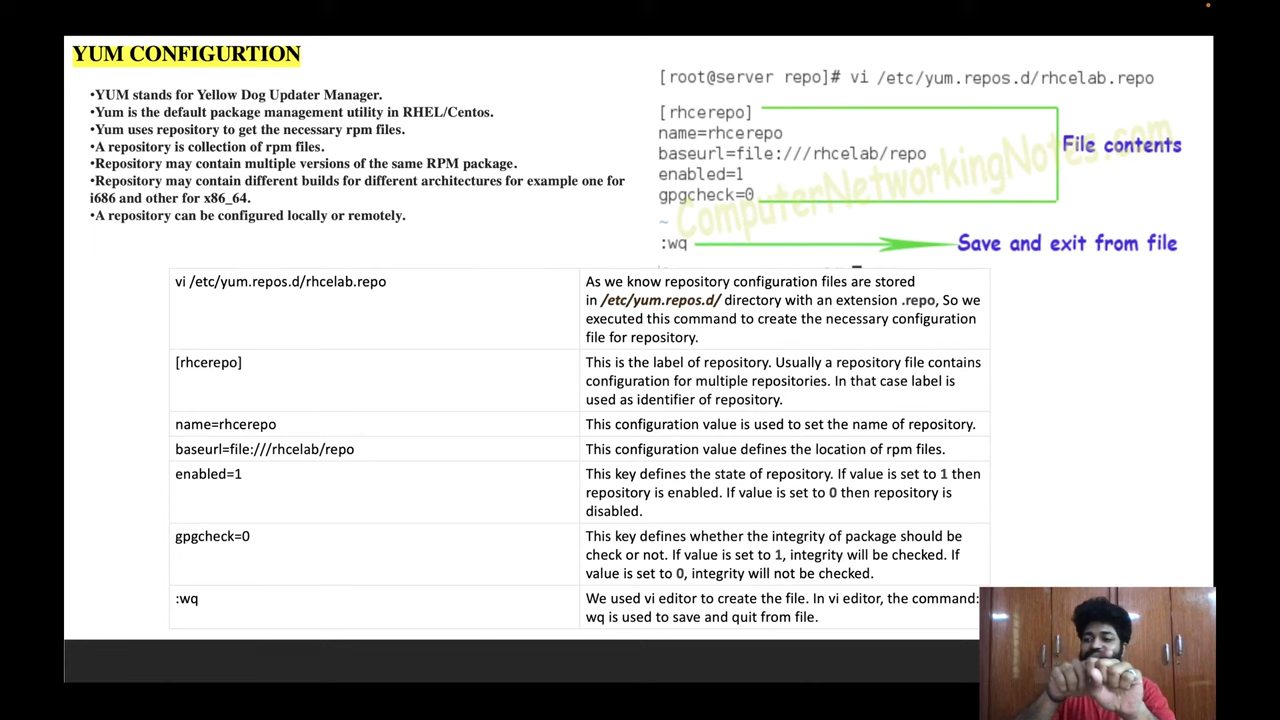 YUM CONFIGURTION
•YUM stands for Yellow Dog Updater Manager.
•Yum is the default package management utility in RHEL/Centos.
•Yum uses repository to get the necessary rpm files.
•A repository is collection of rpm files.
•Repository may contain multiple versions of the same RPM package.
•Repository may contain different builds for different architectures for example one for
i686 and other for x86_64.
•A repository can be configured locally or remotely.
[root@server repo]# vi /etc/yum.repos.d/rhcelab.repo
[rhcerepo]
name=rhcerepo
baseurl=file:///rhcelab/repo
enabled=1
gpgcheck=0
~
:wq
File contents
Save and exit from file
ComputerNetworkingNotes.com
vi /etc/yum.repos.d/rhcelab.repo
As we know repository configuration files are stored
in /etc/yum.repos.d/ directory with an extension .repo, So we
executed this command to create the necessary configuration
file for repository.
[rhcerepo]
This is the label of repository. Usually a repository file contains
configuration for multiple repositories. In that case label is
used as identifier of repository.
name=rhcerepo
This configuration value is used to set the name of repository.
baseurl=file:///rhcelab/repo
This configuration value defines the location of rpm files.
enabled=1
This key defines the state of repository. If value is set to 1 then
repository is enabled. If value is set to 0 then repository is
disabled.
gpgcheck=0
This key defines whether the integrity of package should be
check or not. If value is set to 1, integrity will be checked. If
value is set to 0, integrity will not be checked.
:wq
We used vi editor to create the file. In vi editor, the command:
wq is used to save and quit from file.